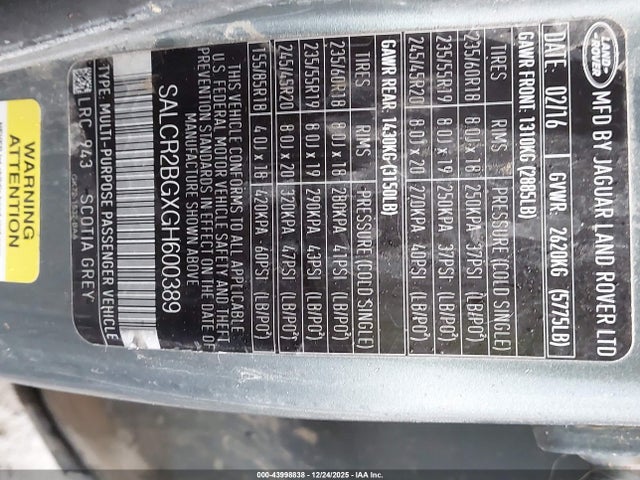 LAND-
ROVER
MFD BY JAGUAR LAND ROVER LTD
DATE: 02/16 GVWR: 2620KG (5775LB)
GAWR FRONT 1310KG (2885LB)
TIRES RIMS PRESSURE (COLD SINGLE)
235/60R18 8.0J x 18 250KPA 37PSI (LB/PO²)
235/55R19 8.0J x 19 250KPA 37PSI (LB/PO²)
245/45R20 8.0J x 20 270KPA 40PSI (LB/PO²)
GAWR REAR 1430KG(3150LB)
TIRES RIMS PRESSURE (COLD SINGLE)
235/60R18 8.0J x 18 280KPA 41PSI (LB/PO²)
235/55R19 8.0J x 19 290KPA 43PSI (LB/PO²)
245/45R20 8.0J x 20 320KPA 47PSI (LB/PO²)
155/85R18 4.0J x 18 420KPA 60PSI (LB/PO²)
THIS VEHICLE CONFORMS TO ALL APPLICABLE
U.S FEDERAL MOTOR VEHICLE SAFETY AND
THEFT PREVENTION STANDARDS IN EFFECT ON THE DATE OF
MANUFACTURE SHOWN ABOVE
SALCR2BGXGH600389
TYPE: MULTI-PURPOSE PASSENGER VEHICLE
LRC 943 SCOTIA GREY
WARNING
ATTENTION
000-43998838 - 12/24/2025 - IAA Inc.